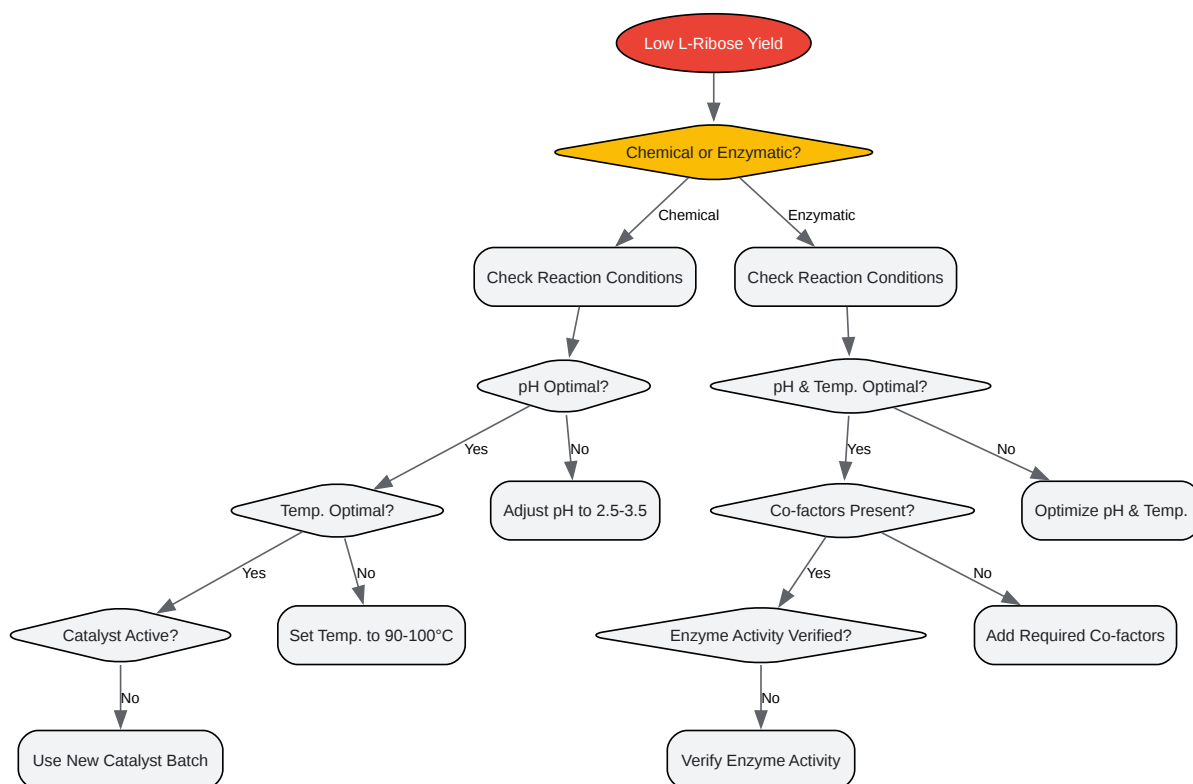 Low L-Ribose Yield
Chemical or Enzymatic?
Chemical
Enzymatic
Check Reaction Conditions
Check Reaction Conditions
pH Optimal?
pH & Temp. Optimal?
Yes
No
Yes
No
Temp. Optimal?
Adjust pH to 2.5-3.5
Co-factors Present?
Optimize pH & Temp.
Yes
No
Yes
No
Catalyst Active?
Set Temp. to 90-100°C
Enzyme Activity Verified?
Add Required Co-factors
No
No
Use New Catalyst Batch
Verify Enzyme Activity